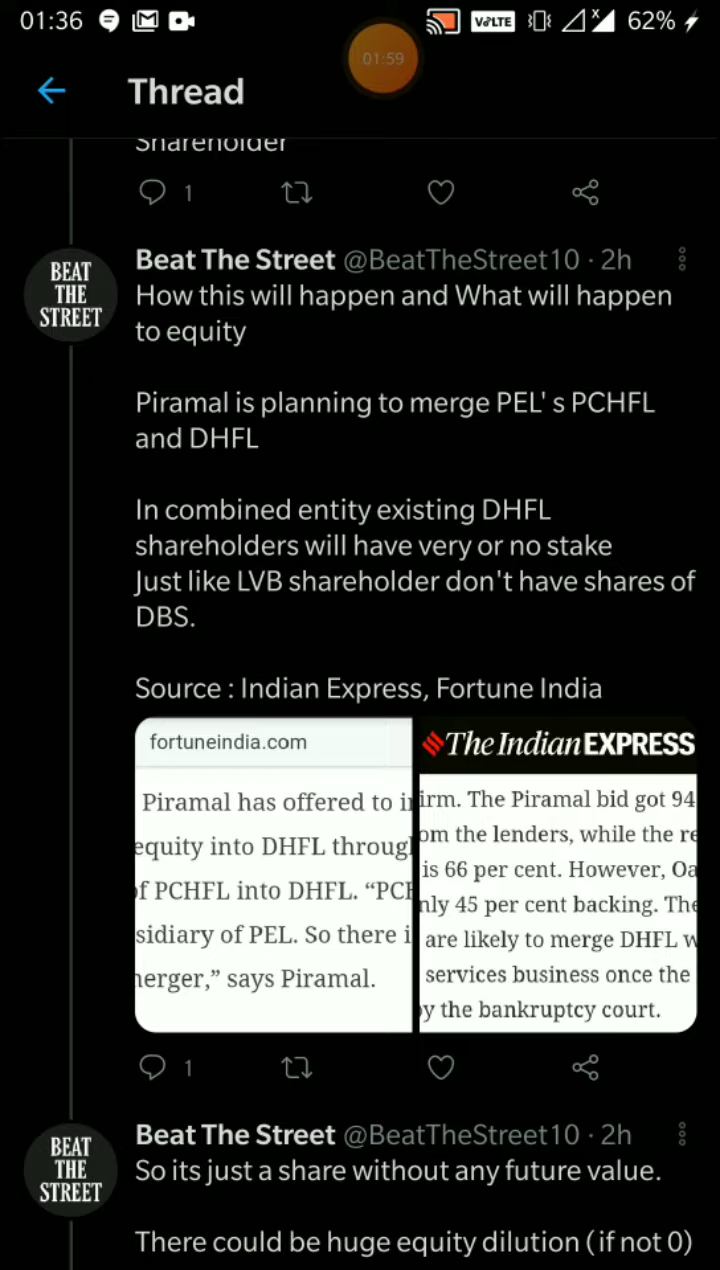 01:36
VoLTE
x
62%
01:59
Thread
Shareholder
1
BEAT
THE
STREET
Beat The Street @BeatTheStreet10 · 2h
How this will happen and What will happen
to equity
Piramal is planning to merge PEL' s PCHFL
and DHFL
In combined entity existing DHFL
shareholders will have very or no stake
Just like LVB shareholder don't have shares of
DBS.
Source : Indian Express, Fortune India
fortuneindia.com
Piramal has offered to i
equity into DHFL throug
f PCHFL into DHFL. “PCH
sidiary of PEL. So there i
nerger,” says Piramal.
The Indian EXPRESS
irm. The Piramal bid got 94
om the lenders, while the re
is 66 per cent. However, Oa
nly 45 per cent backing. The
are likely to merge DHFL w
services business once the
y the bankruptcy court.
1
BEAT
THE
STREET
Beat The Street @BeatTheStreet10 · 2h
So its just a share without any future value.
There could be huge equity dilution (if not 0)